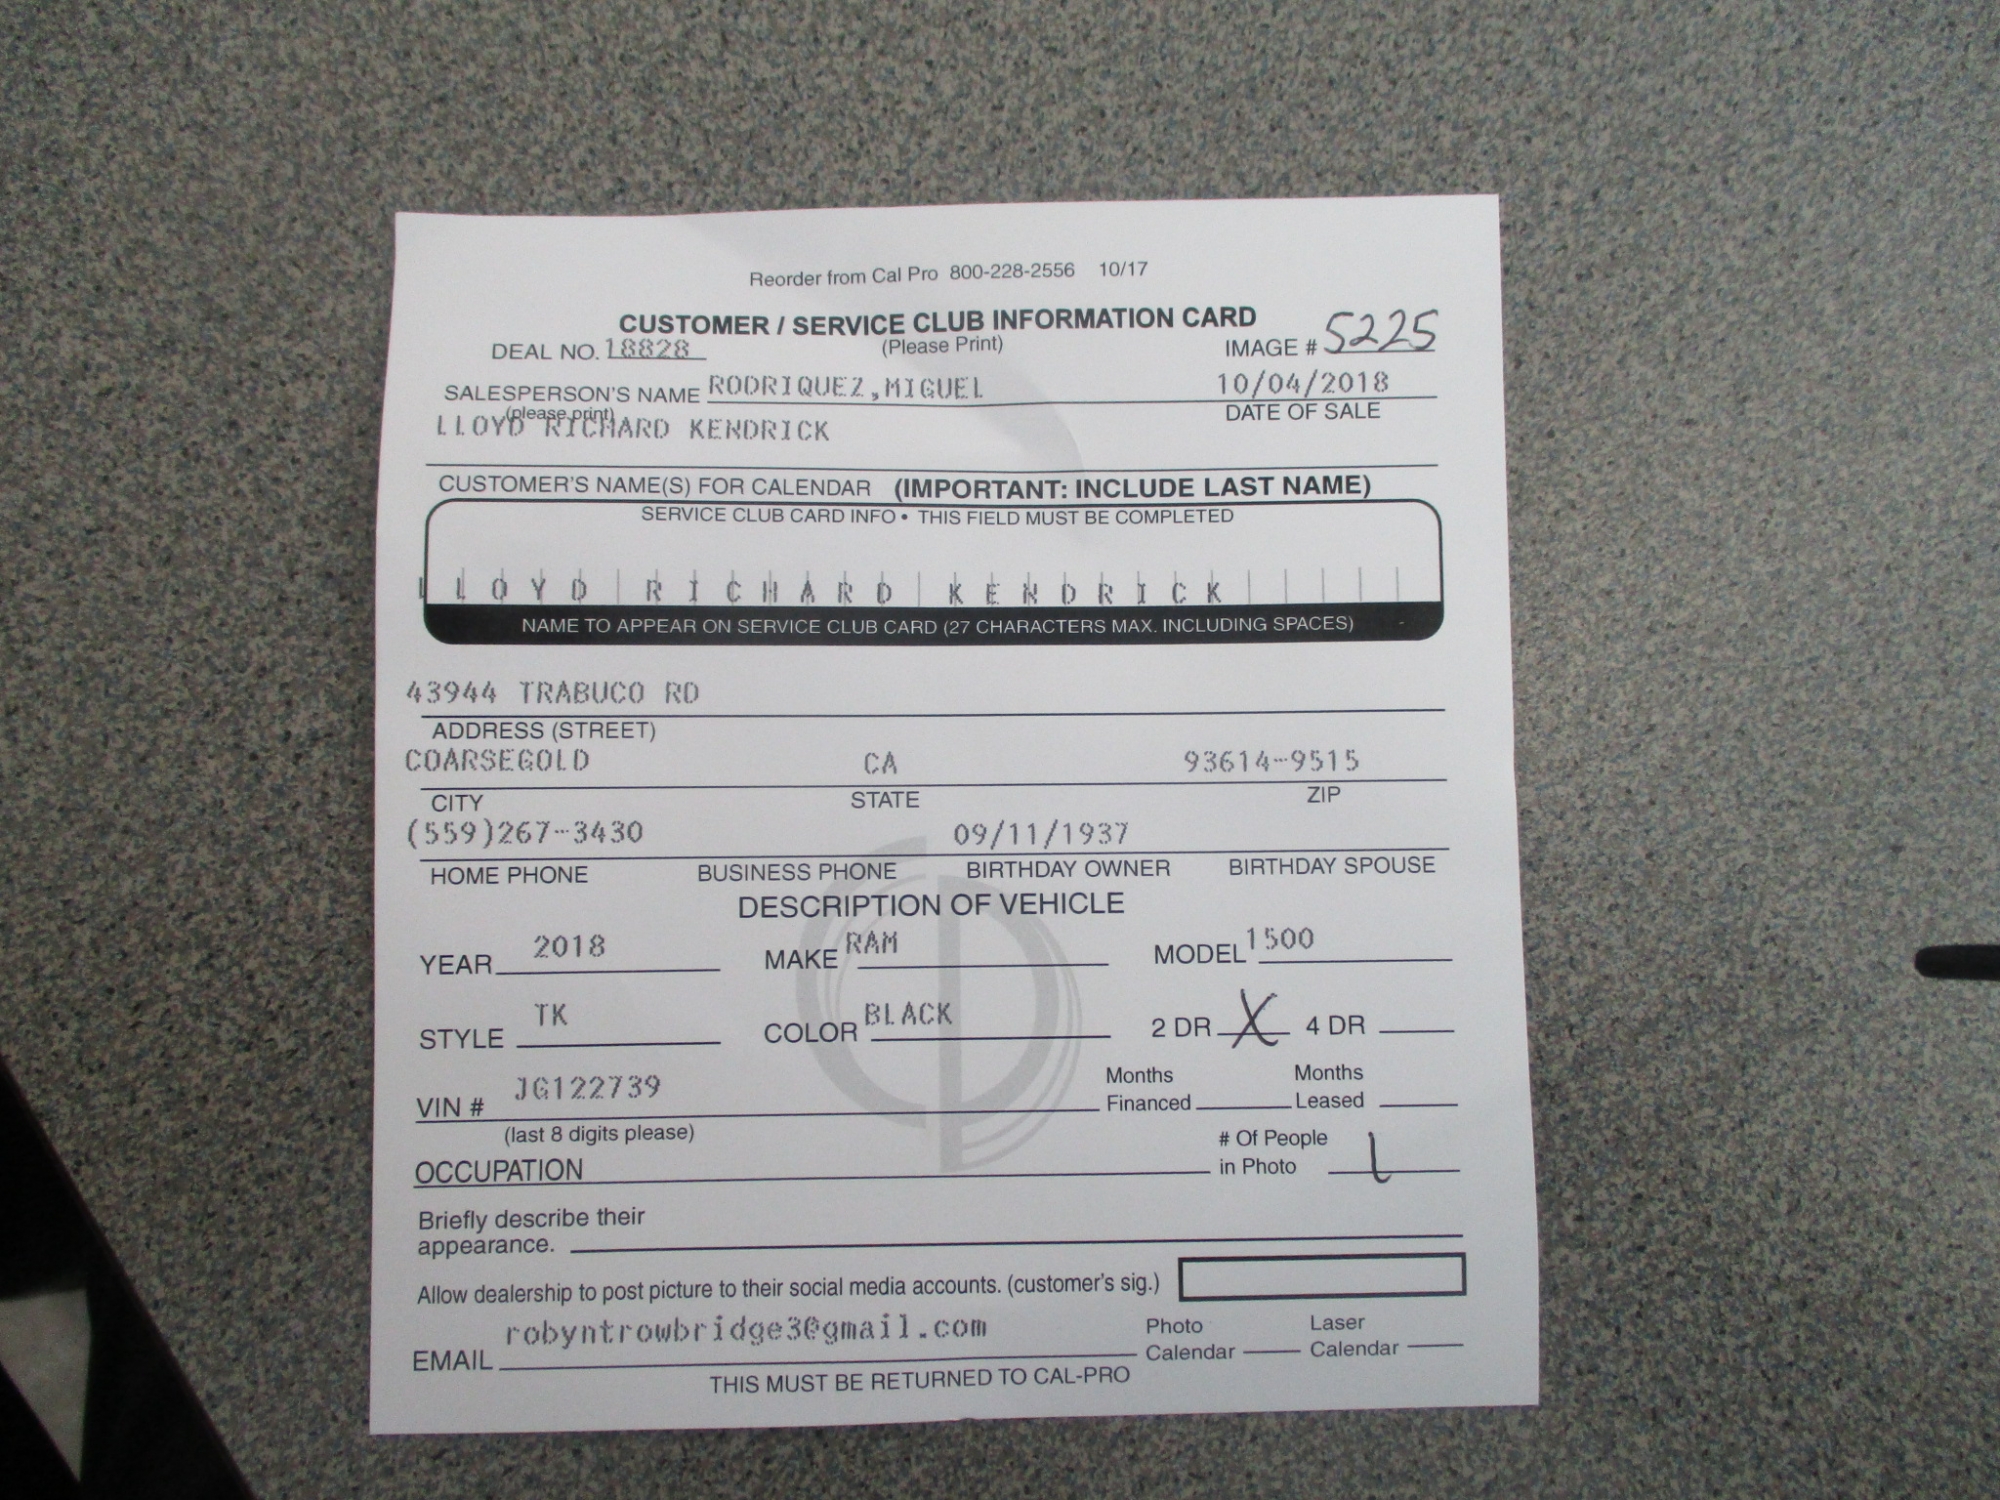 Reorder from Cal Pro 800-228-2556 10/17
CUSTOMER / SERVICE CLUB INFORMATION CARD
DEAL NO. 18828 (Please Print) IMAGE # 5225
SALESPERSON'S NAME RODRIQUEZ,MIGUEL 10/04/2018
(please print) DATE OF SALE
LLOYD RICHARD KENDRICK
CUSTOMER'S NAME(S) FOR CALENDAR (IMPORTANT: INCLUDE LAST NAME)
SERVICE CLUB CARD INFO • THIS FIELD MUST BE COMPLETED
LLOYD RICHARD KENDRICK
NAME TO APPEAR ON SERVICE CLUB CARD (27 CHARACTERS MAX. INCLUDING SPACES)
43944 TRABUCO RD
ADDRESS (STREET)
COARSEGOLD CA 93614-9515
CITY STATE ZIP
(559)267-3430 09/11/1937
HOME PHONE BUSINESS PHONE BIRTHDAY OWNER BIRTHDAY SPOUSE
DESCRIPTION OF VEHICLE
YEAR 2018 MAKE RAM MODEL 1500
STYLE TK COLOR BLACK 2 DR X 4 DR
VIN # JG122739 Months Financed Months Leased
(last 8 digits please)
OCCUPATION # Of People in Photo 1
Briefly describe their
appearance.
Allow dealership to post picture to their social media accounts. (customer's sig.)
EMAIL robyntrowbridge3@gmail.com Photo Calendar Laser Calendar
THIS MUST BE RETURNED TO CAL-PRO